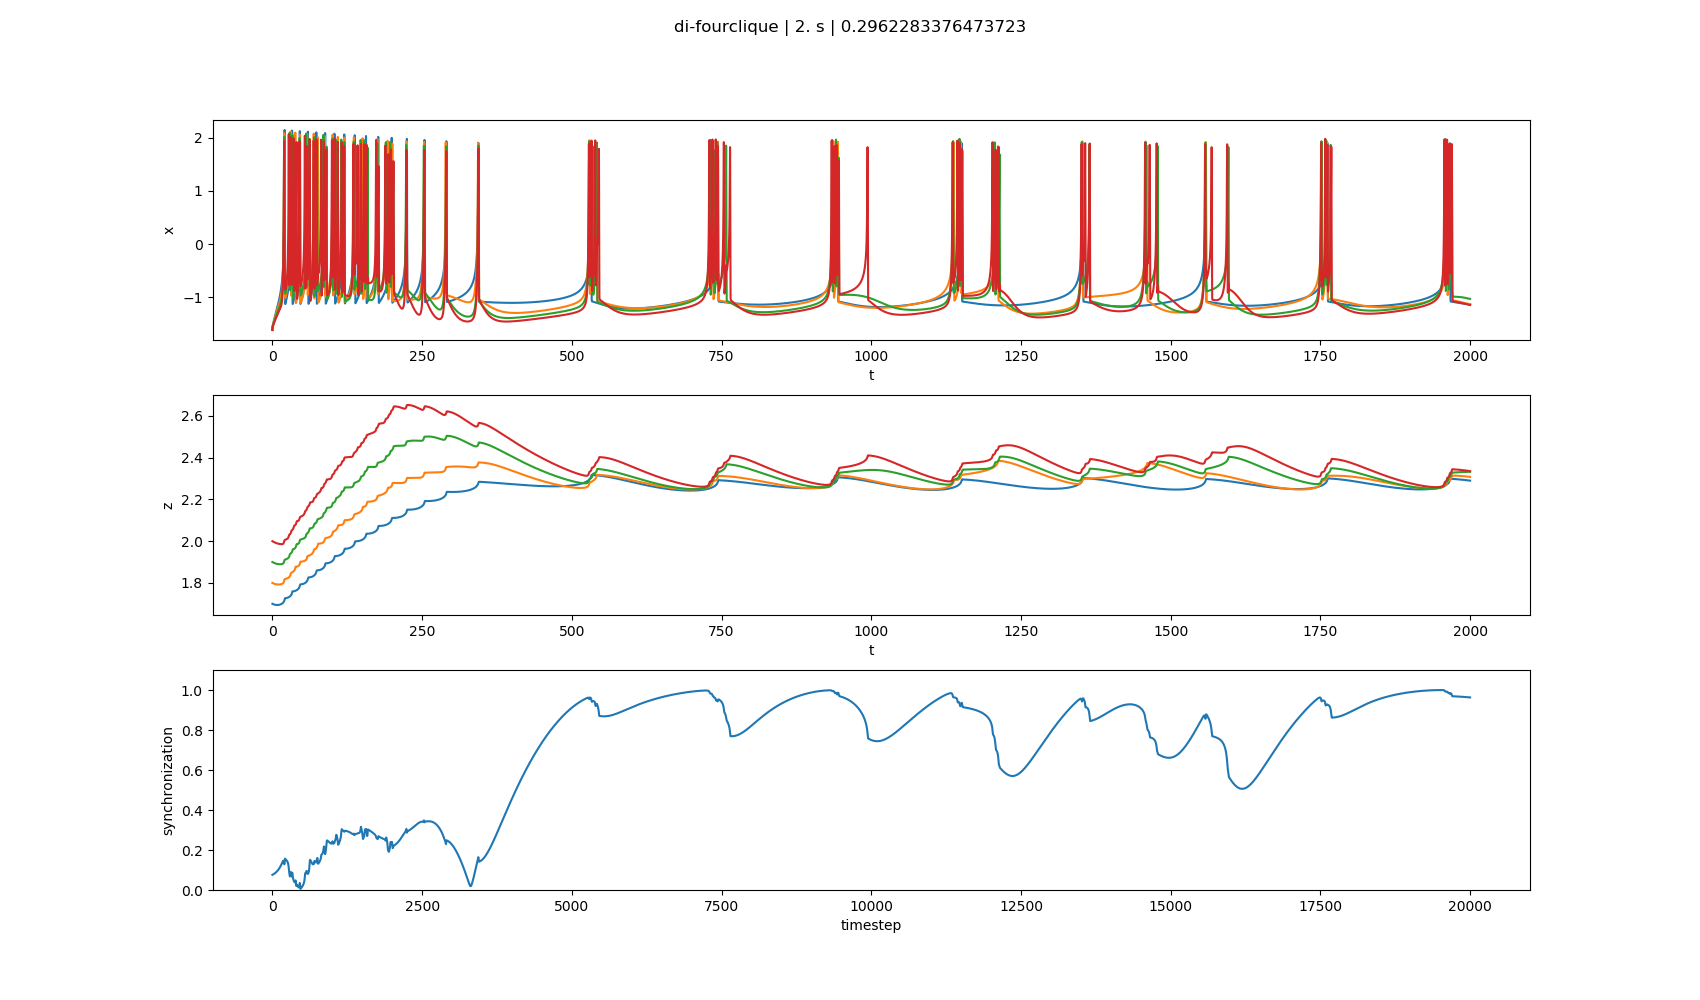 di-fourclique | 2. s | 0.2962283376473723
2
1
0
−1
x
0 250 500 750 1000 1250 1500 1750 2000
t
2.6
2.4
2.2
2.0
1.8
z
0 250 500 750 1000 1250 1500 1750 2000
t
1.0
0.8
0.6
0.4
0.2
0.0
synchronization
0 2500 5000 7500 10000 12500 15000 17500 20000
timestep